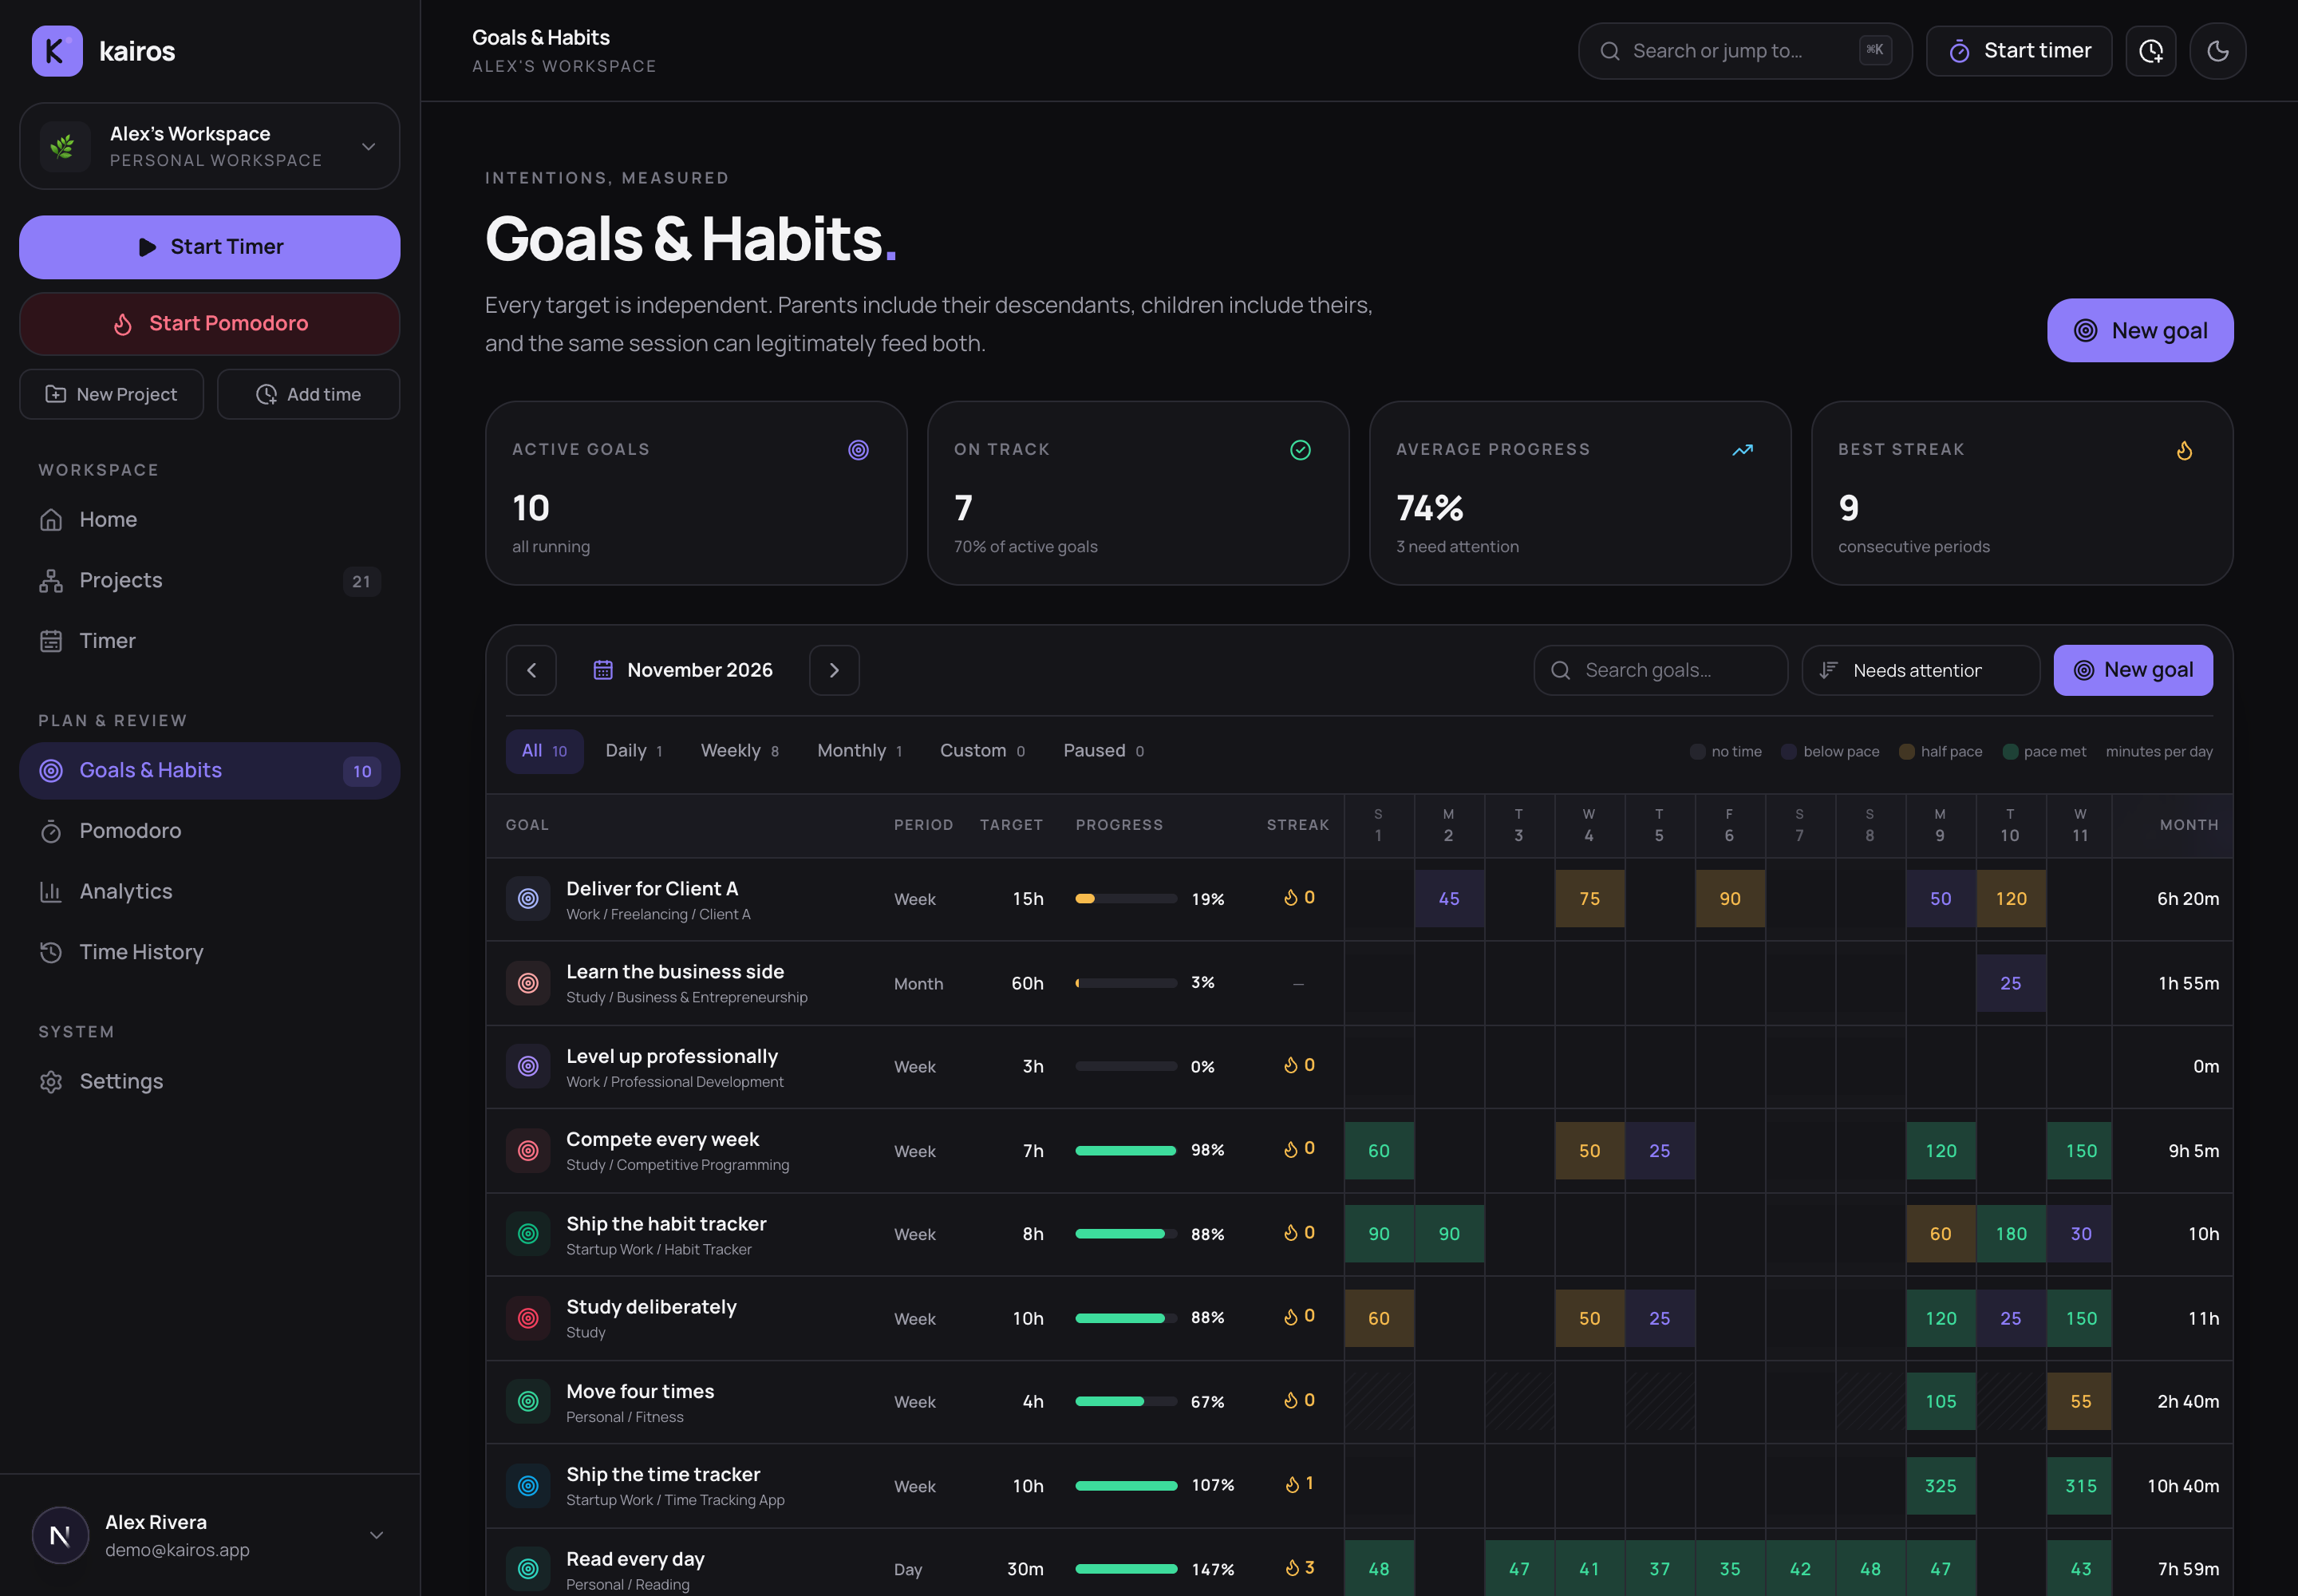 kairos
Alex's Workspace
PERSONAL WORKSPACE
Start Timer
Start Pomodoro
New Project
Add time
WORKSPACE
Home
Projects 21
Timer
PLAN & REVIEW
Goals & Habits 10
Pomodoro
Analytics
Time History
SYSTEM
Settings
Alex Rivera
demo@kairos.app
Goals & Habits
ALEX'S WORKSPACE
Search or jump to... ⌘K
Start timer
INTENTIONS, MEASURED
Goals & Habits.
Every target is independent. Parents include their descendants, children include theirs,
and the same session can legitimately feed both.
New goal
ACTIVE GOALS
10
all running
ON TRACK
7
70% of active goals
AVERAGE PROGRESS
74%
3 need attention
BEST STREAK
9
consecutive periods
November 2026
Search goals...
Needs attention
New goal
All 10 Daily 1 Weekly 8 Monthly 1 Custom 0 Paused 0
no time below pace half pace pace met minutes per day
GOAL PERIOD TARGET PROGRESS STREAK S 1 M 2 T 3 W 4 T 5 F 6 S 7 S 8 M 9 T 10 W 11 MONTH
Deliver for Client A
Work / Freelancing / Client A
Week 15h 19% 0 45 75 90 50 120 6h 20m
Learn the business side
Study / Business & Entrepreneurship
Month 60h 3% – 25 1h 55m
Level up professionally
Work / Professional Development
Week 3h 0% 0 0m
Compete every week
Study / Competitive Programming
Week 7h 98% 0 60 50 25 120 150 9h 5m
Ship the habit tracker
Startup Work / Habit Tracker
Week 8h 88% 0 90 90 60 180 30 10h
Study deliberately
Study
Week 10h 88% 0 60 50 25 120 25 150 11h
Move four times
Personal / Fitness
Week 4h 67% 0 105 55 2h 40m
Ship the time tracker
Startup Work / Time Tracking App
Week 10h 107% 1 325 315 10h 40m
Read every day
Personal / Reading
Day 30m 147% 3 48 47 41 37 35 42 48 47 43 7h 59m